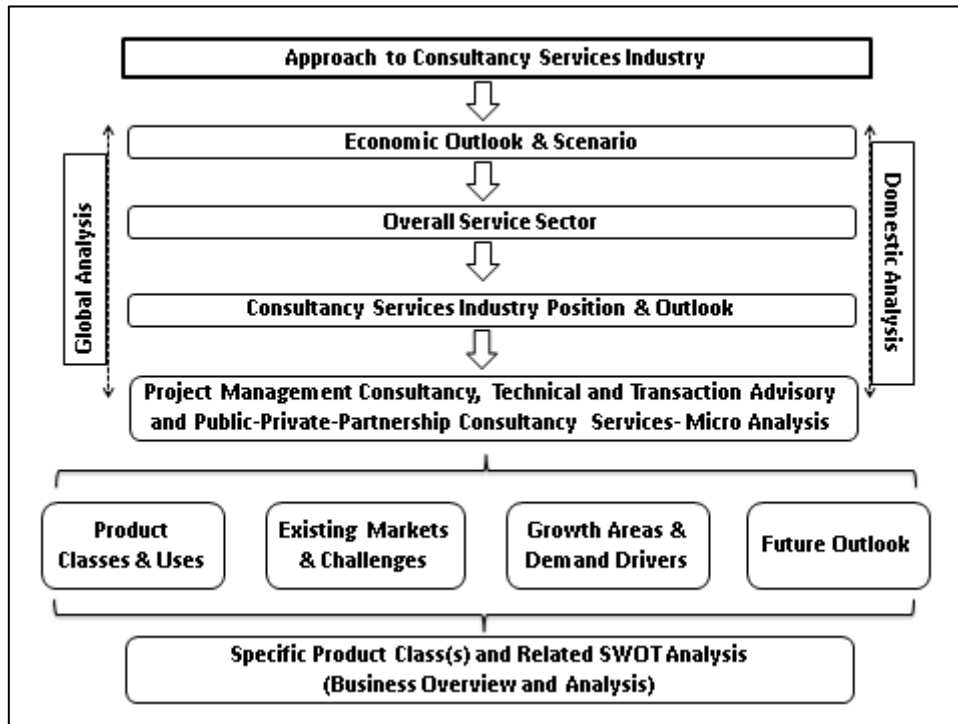 Approach to Consultancy Services Industry
Economic Outlook & Scenario
Overall Service Sector
Consultancy Services Industry Position & Outlook
Global Analysis
Domestic Analysis
Project Management Consultancy, Technical and Transaction Advisory
and Public-Private-Partnership Consultancy Services- Micro Analysis
Product
Classes & Uses
Existing Markets
& Challenges
Growth Areas &
Demand Drivers
Future Outlook
Specific Product Class(s) and Related SWOT Analysis
(Business Overview and Analysis)